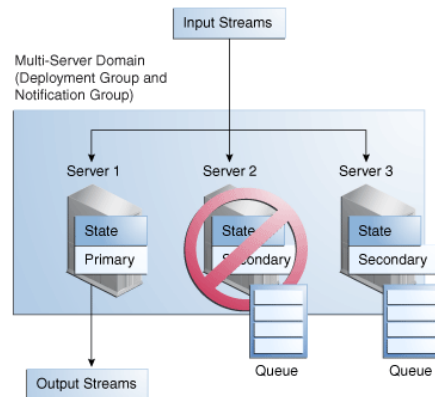 Input Streams
Multi-Server Domain
(Deployment Group and
Notification Group)
Server 1
Server 2
Server 3
State
State
State
Primary
Secondary
Secondary
Queue
Queue
Output Streams